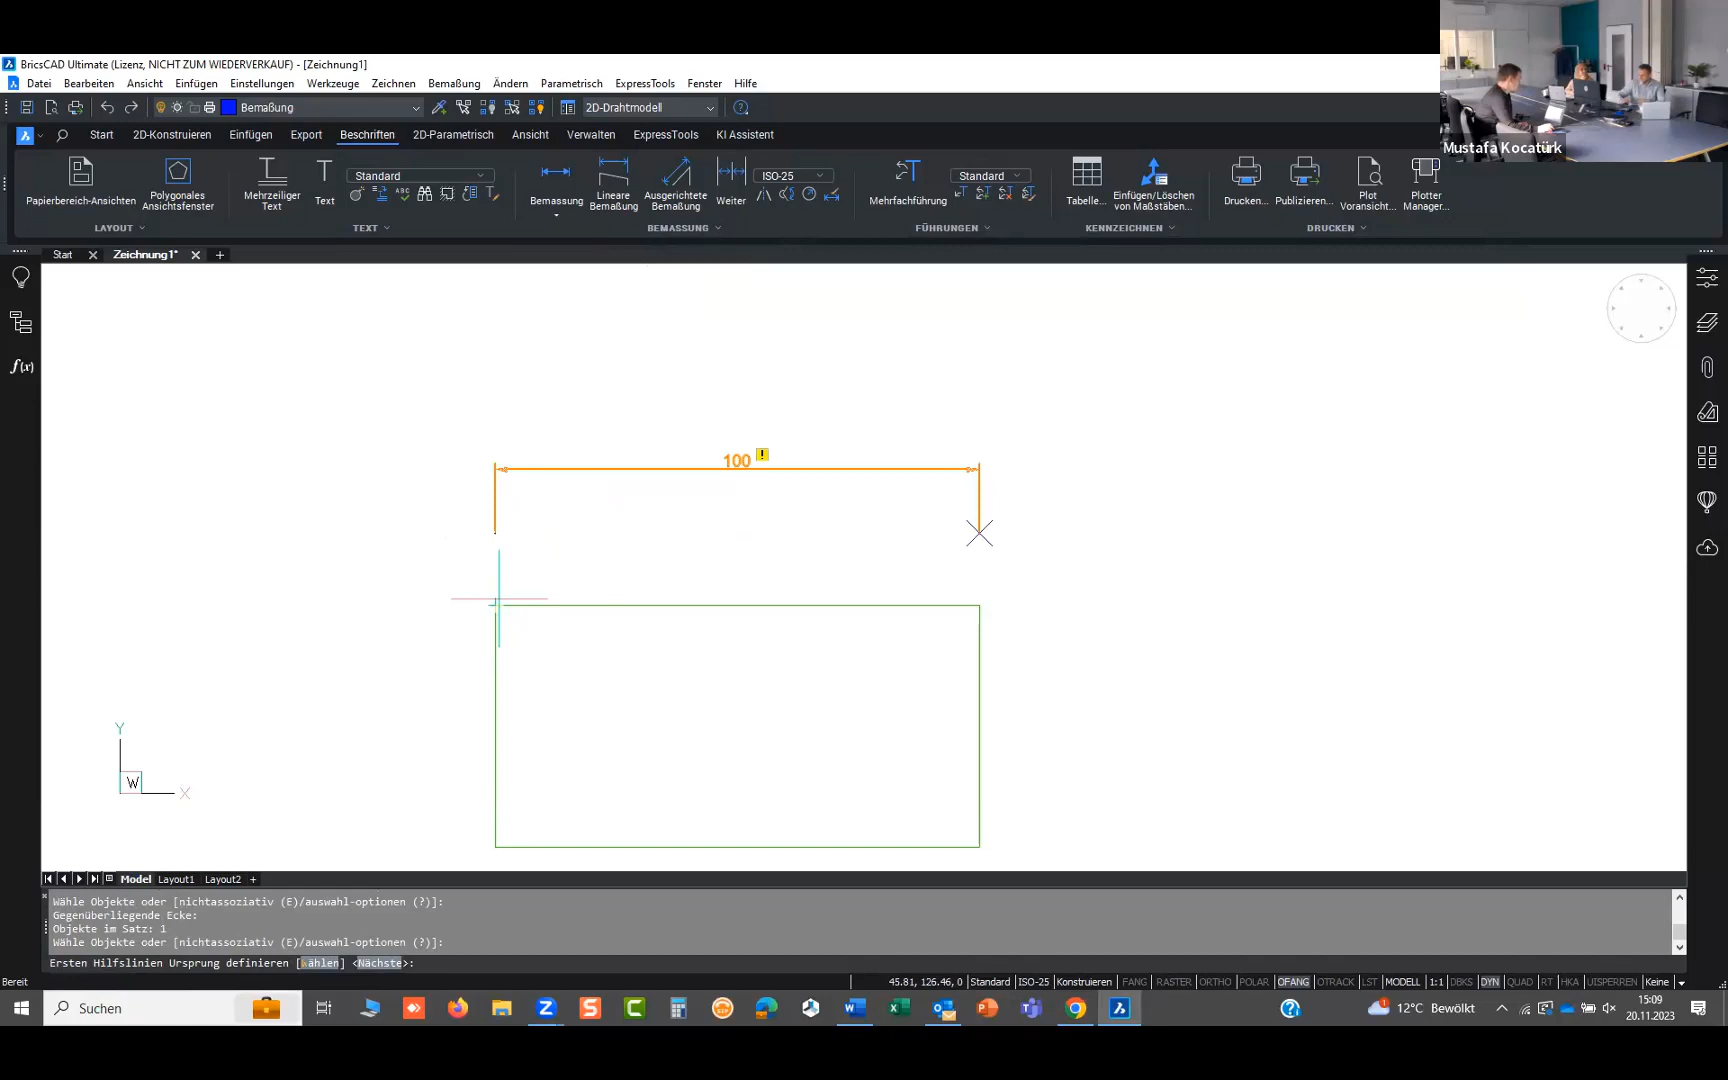 BricsCAD Ultimate (Lizenz, NICHT ZUM WIEDERVERKAUF) - [Zeichnung1]
Datei Bearbeiten Ansicht Einfügen Einstellungen Werkzeuge Zeichnen Bemaßung Ändern Parametrisch ExpressTools Fenster Hilfe
Bemaßung 2D-Drahtmodell
Mustafa Kocatürk
Start 2D-Konstruieren Einfügen Export Beschriften 2D-Parametrisch Ansicht Verwalten ExpressTools KI Assistent
Papierbereich-Ansichten
Polygonales
Ansichtsfenster
LAYOUT
Mehrzeiliger
Text
Text
Standard
ABC
TEXT
Bemassung
Lineare
Bemaßung
Ausgerichtete
Bemaßung
Weiter
ISO-25
BEMASSUNG
Mehrfachführung
Standard
FÜHRUNGEN
Tabelle...
Einfügen/Löschen
von Maßstäben...
KENNZEICHNEN
Drucken...
Publizieren...
Plot
Voransicht...
Plotter
Manager...
DRUCKEN
Start Zeichnung1*
f(x)
100
!
Y
W
X
Model Layout1 Layout2 +
Wähle Objekte oder [nichtassoziativ (E)/auswahl-optionen (?)]:
Gegenüberliegende Ecke:
Objekte im Satz: 1
Wähle Objekte oder [nichtassoziativ (E)/auswahl-optionen (?)]:
Ersten Hilfslinien Ursprung definieren [Wählen] <Nächste>:
Bereit 45.81, 126.46, 0 Standard ISO-25 Konstruieren FANG RASTER ORTHO POLAR OFANG OTRACK LST MODELL 1:1 DBKS DYN QUAD RT HKA UITSPERREN Keine
Suchen
12°C Bewölkt
15:09
20.11.2023